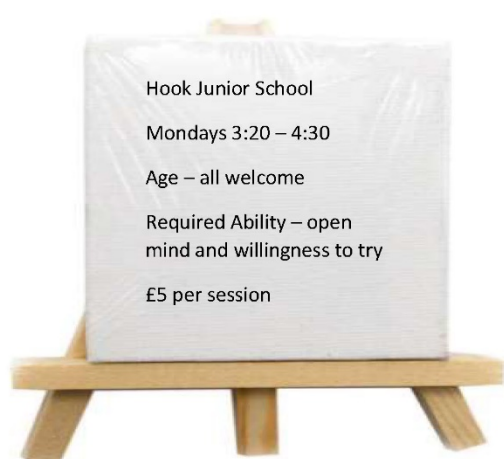 Hook Junior School
Mondays 3:20 – 4:30
Age – all welcome
Required Ability – open
mind and willingness to try
£5 per session